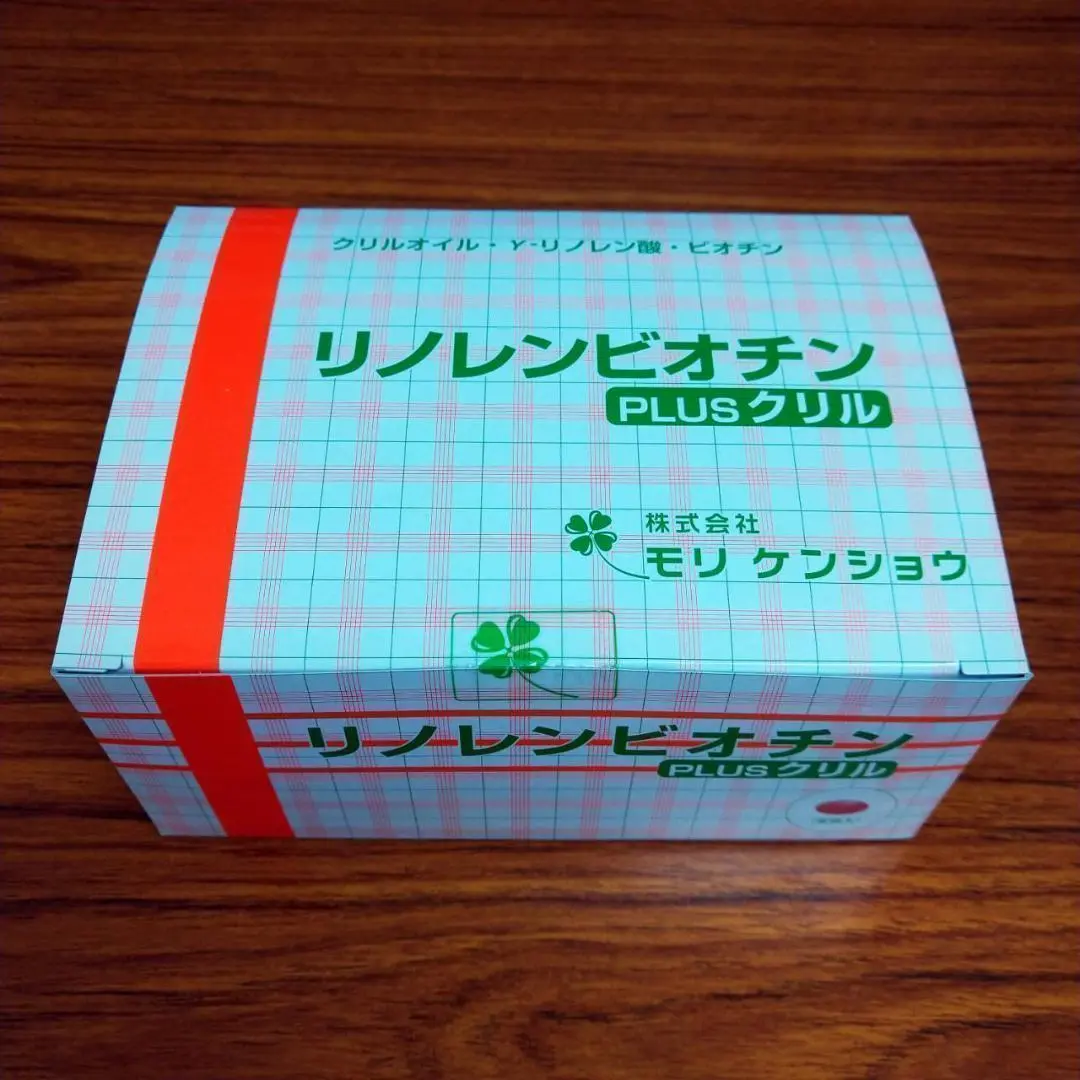 クリルオイル・γ-リノレン酸・ビオチン
リノレンビオチン
PLUSクリル
株式会社
モリ ケンショウ
リノレンビオチン
PLUSクリル